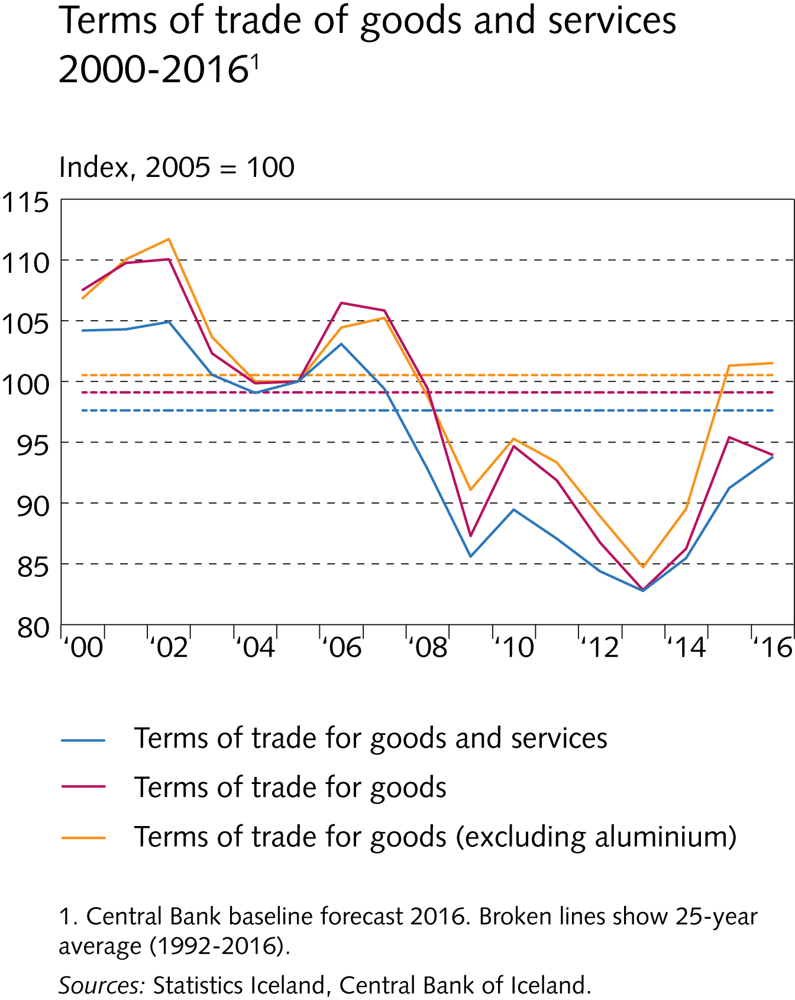 Terms of trade of goods and services
2000-2016¹
Index, 2005 = 100
115
110
105
100
95
90
85
80
‘00 ‘02 ‘04 ‘06 ‘08 ‘10 ‘12 ‘14 ‘16
Terms of trade for goods and services
Terms of trade for goods
Terms of trade for goods (excluding aluminium)
1. Central Bank baseline forecast 2016. Broken lines show 25-year
average (1992-2016).
Sources: Statistics Iceland, Central Bank of Iceland.